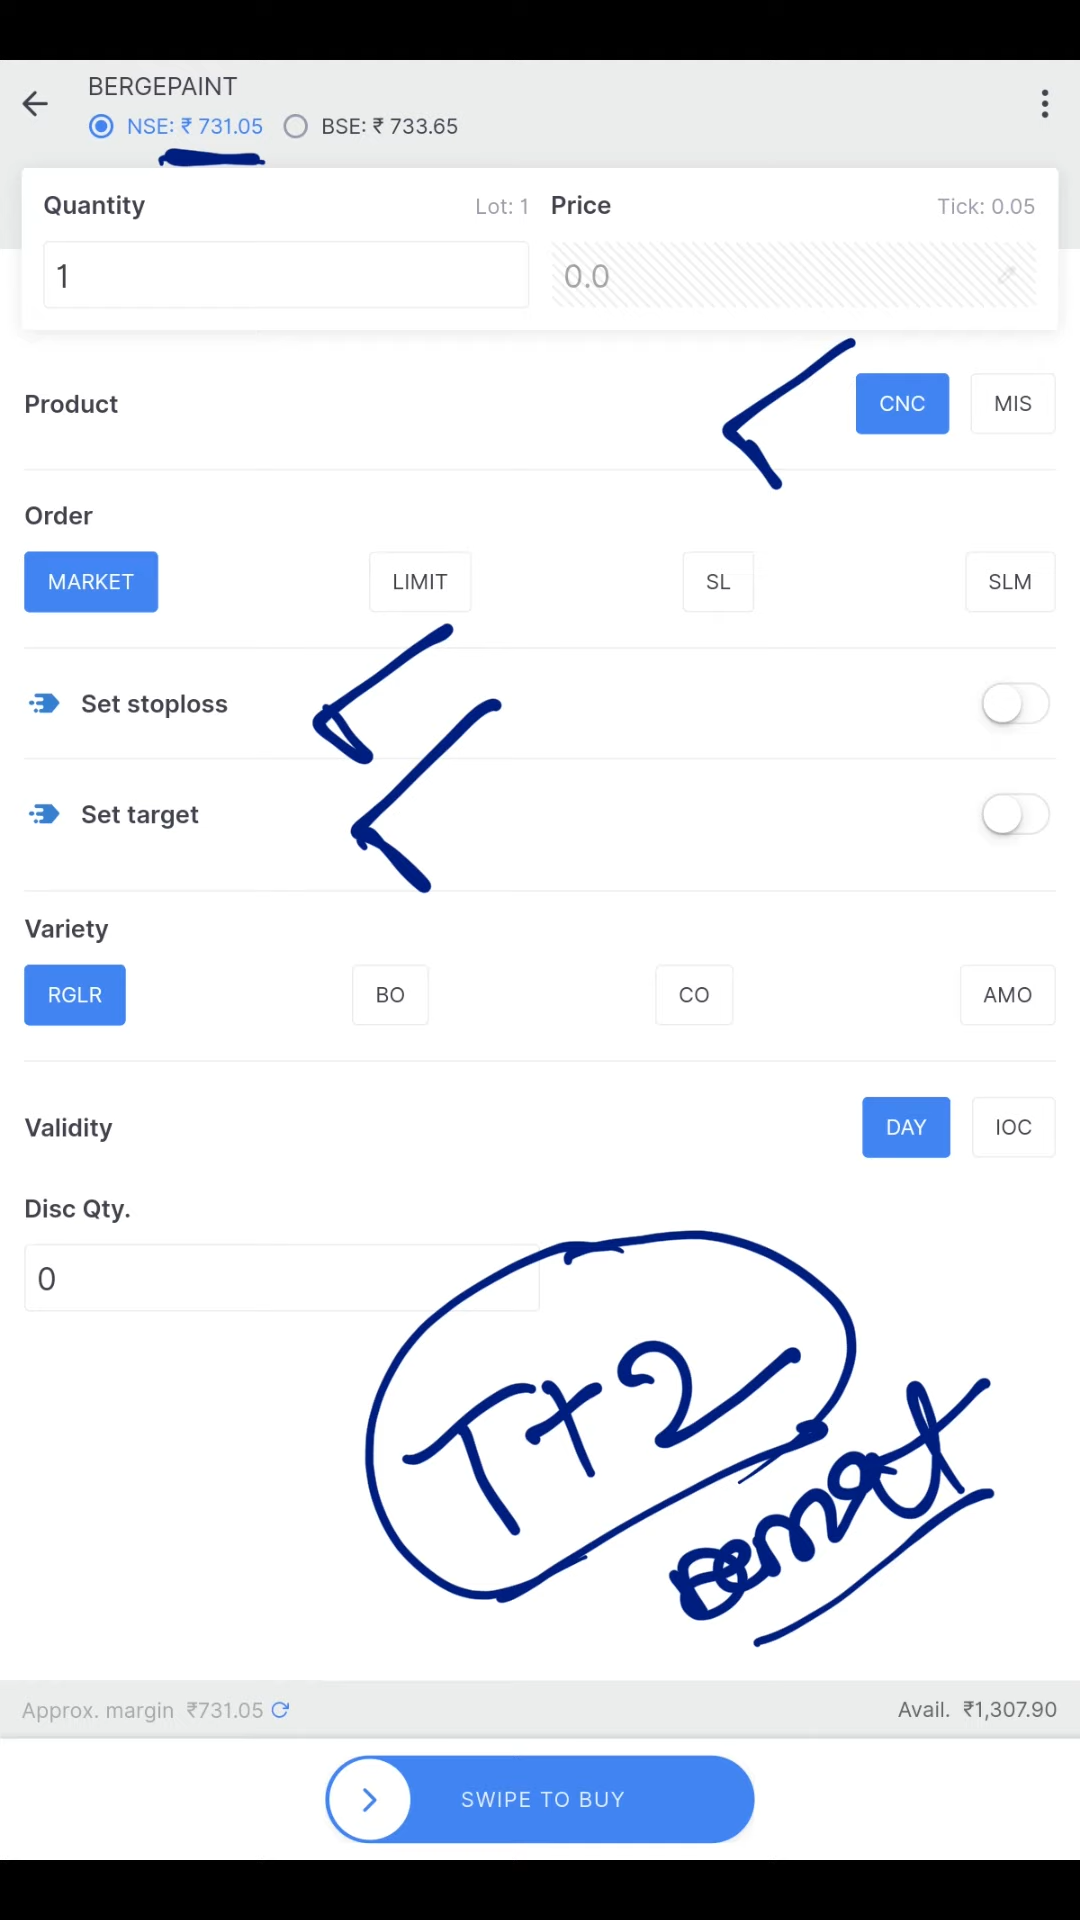 BERGEPAINT
NSE: ₹ 731.05 BSE: ₹ 733.65
Quantity Lot: 1 Price Tick: 0.05
1 0.0
Product CNC MIS
Order
MARKET LIMIT SL SLM
Set stoploss
Set target
Variety
RGLR BO CO AMO
Validity DAY IOC
Disc Qty.
0
T+2
Demat
Approx. margin ₹731.05 Avail. ₹1,307.90
SWIPE TO BUY